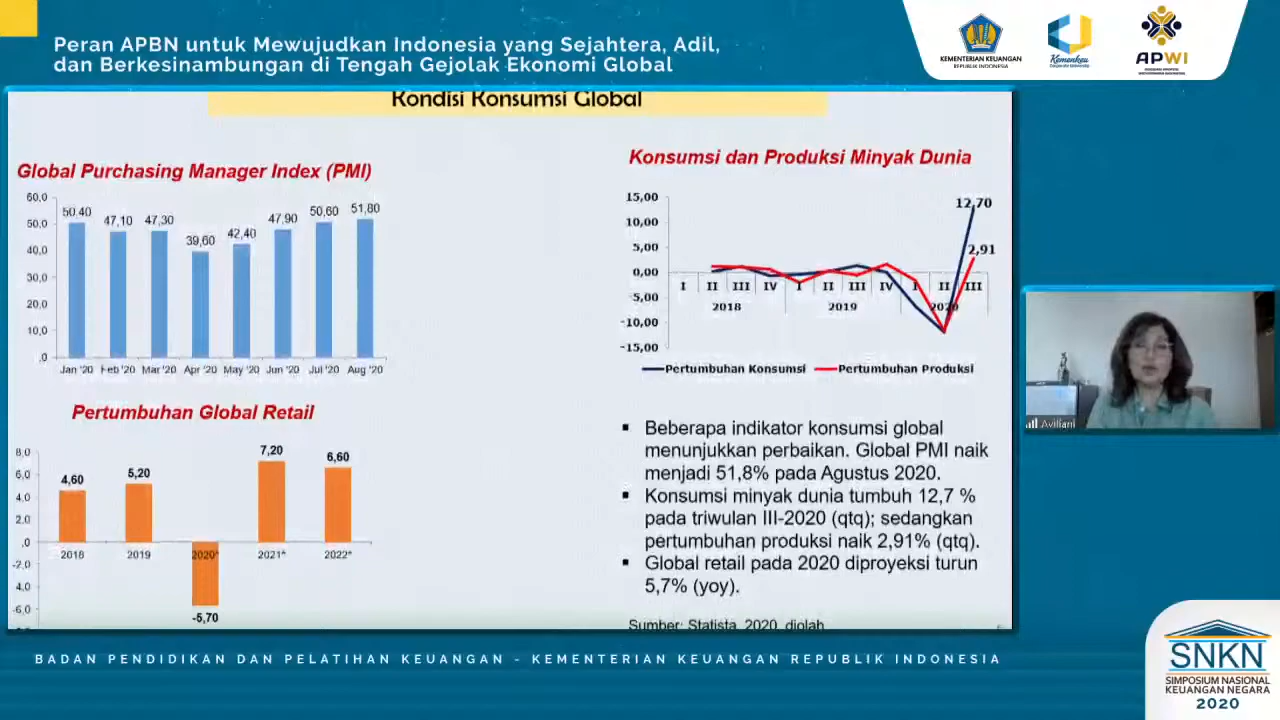 Peran APBN untuk Mewujudkan Indonesia yang Sejahtera, Adil,
dan Berkesinambungan di Tengah Gejolak Ekonomi Global
KEMENTERIAN KEUANGAN
REPUBLIK INDONESIA
Kemenkeu
APWI
Kondisi Konsumsi Global
Global Purchasing Manager Index (PMI)
60,0
50,0
40,0
30,0
20,0
10,0
,0
50.40
47,10
47,30
39,60
42,40
47,90
50,60
51,80
Jan '20 Feb '20 Mar '20 Apr '20 May '20 Jun '20 Jul '20 Aug '20
Pertumbuhan Global Retail
8,0
6,0
4,0
2,0
,0
-2,0
4,0
-6,0
4,60
5,20
-5,70
7,20
6,60
2018 2019 2020* 2021* 2022*
Konsumsi dan Produksi Minyak Dunia
15,00
10,00
5,00
0,00
-5,00
-10,00
-15,00
12,70
2,91
I II III IV I II III IV I II III
2018 2019 2020
Pertumbuhan Konsumsi Pertumbuhan Produksi
▪ Beberapa indikator konsumsi global
menunjukkan perbaikan. Global PMI naik
menjadi 51,8% pada Agustus 2020.
▪ Konsumsi minyak dunia tumbuh 12,7 %
pada triwulan III-2020 (qtq); sedangkan
pertumbuhan produksi naik 2,91% (qtq).
▪ Global retail pada 2020 diproyeksi turun
5,7% (yoy).
Sumber: Statista, 2020, diolah
Aviliani
BADAN PENDIDIKAN DAN PELATIHAN KEUANGAN - KEMENTERIAN KEUANGAN REPUBLIK INDONESIA
SNKN
SIMPOSIUM NASIONAL
KEUANGAN NEGARA
2020